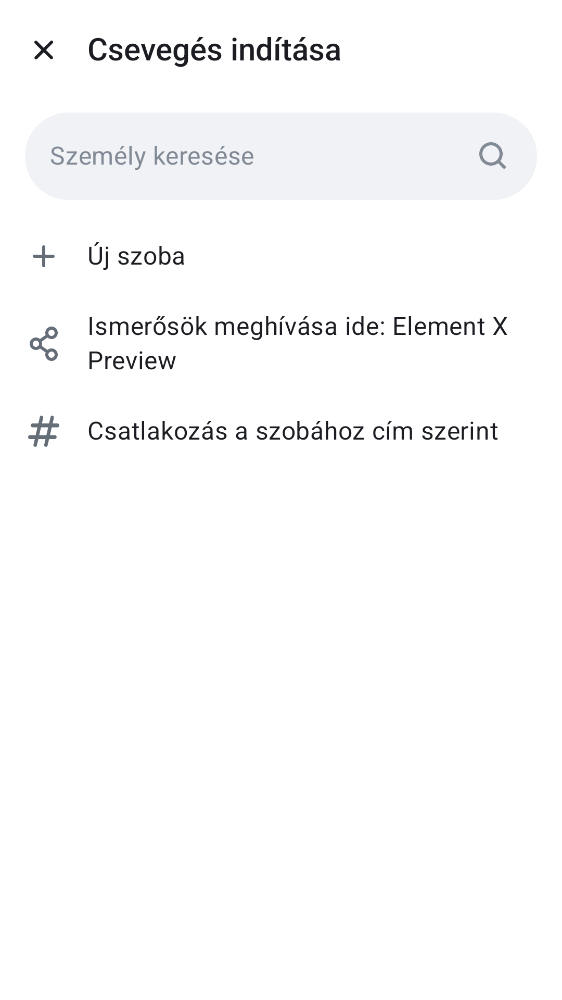 Csevegés indítása
Személy keresése
Új szoba
Ismerősök meghívása ide: Element X
Preview
Csatlakozás a szobához cím szerint